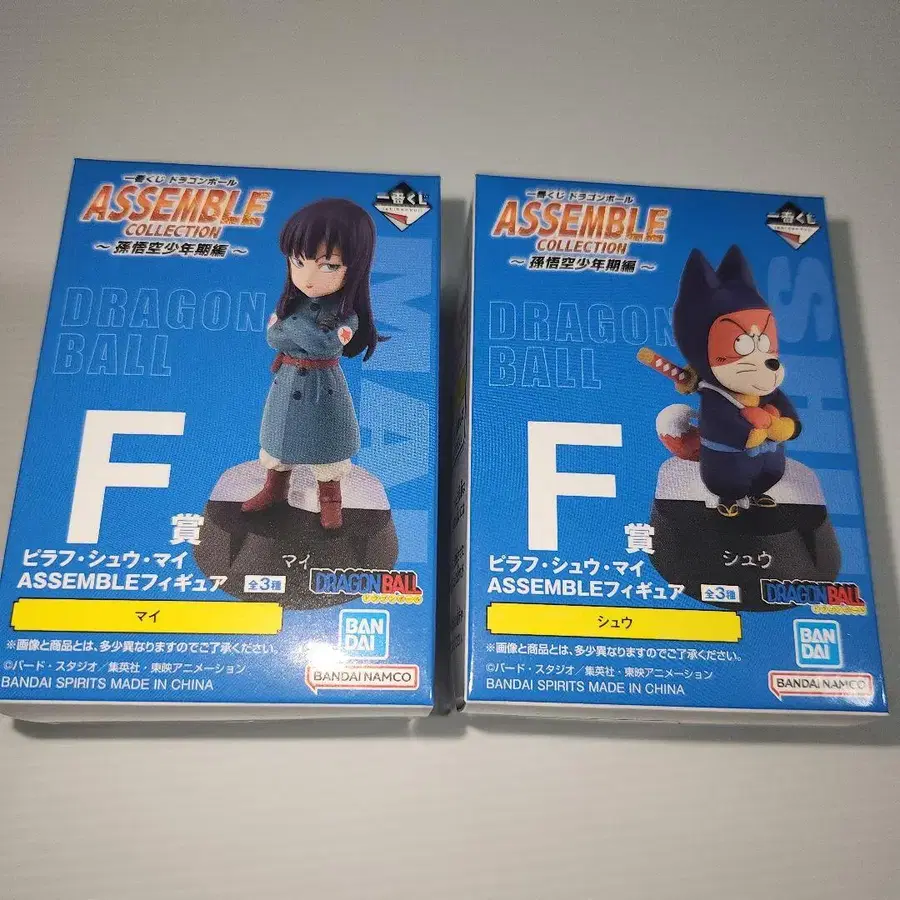 一番くじ ドラゴンボール
ASSEMBLE
COLLECTION
～孫悟空少年期編～
一番くじ
DRAGON
BALL
MAI
F
賞
マイ
ピラフ・シュウ・マイ
ASSEMBLEフィギュア 全3種
DRAGONBALL
マイ
※画像と商品とは、多少異なりますのでご了承ください。
©バード・スタジオ／集英社・東映アニメーション
BANDAI SPIRITS MADE IN CHINA
BAN
DAI
BANDAI NAMCO
一番くじ ドラゴンボール
ASSEMBLE
COLLECTION
～孫悟空少年期編～
一番くじ
DRAGON
BALL
F
賞
シュウ
ピラフ・シュウ・マイ
ASSEMBLEフィギュア 全3種
DRAGONBALL
シュウ
※画像と商品とは、多少異なりますのでご了承ください。
©バード・スタジオ／集英社・東映アニメーション
BANDAI SPIRITS MADE IN CHINA
BAN
DAI
BANDAI NAMCO